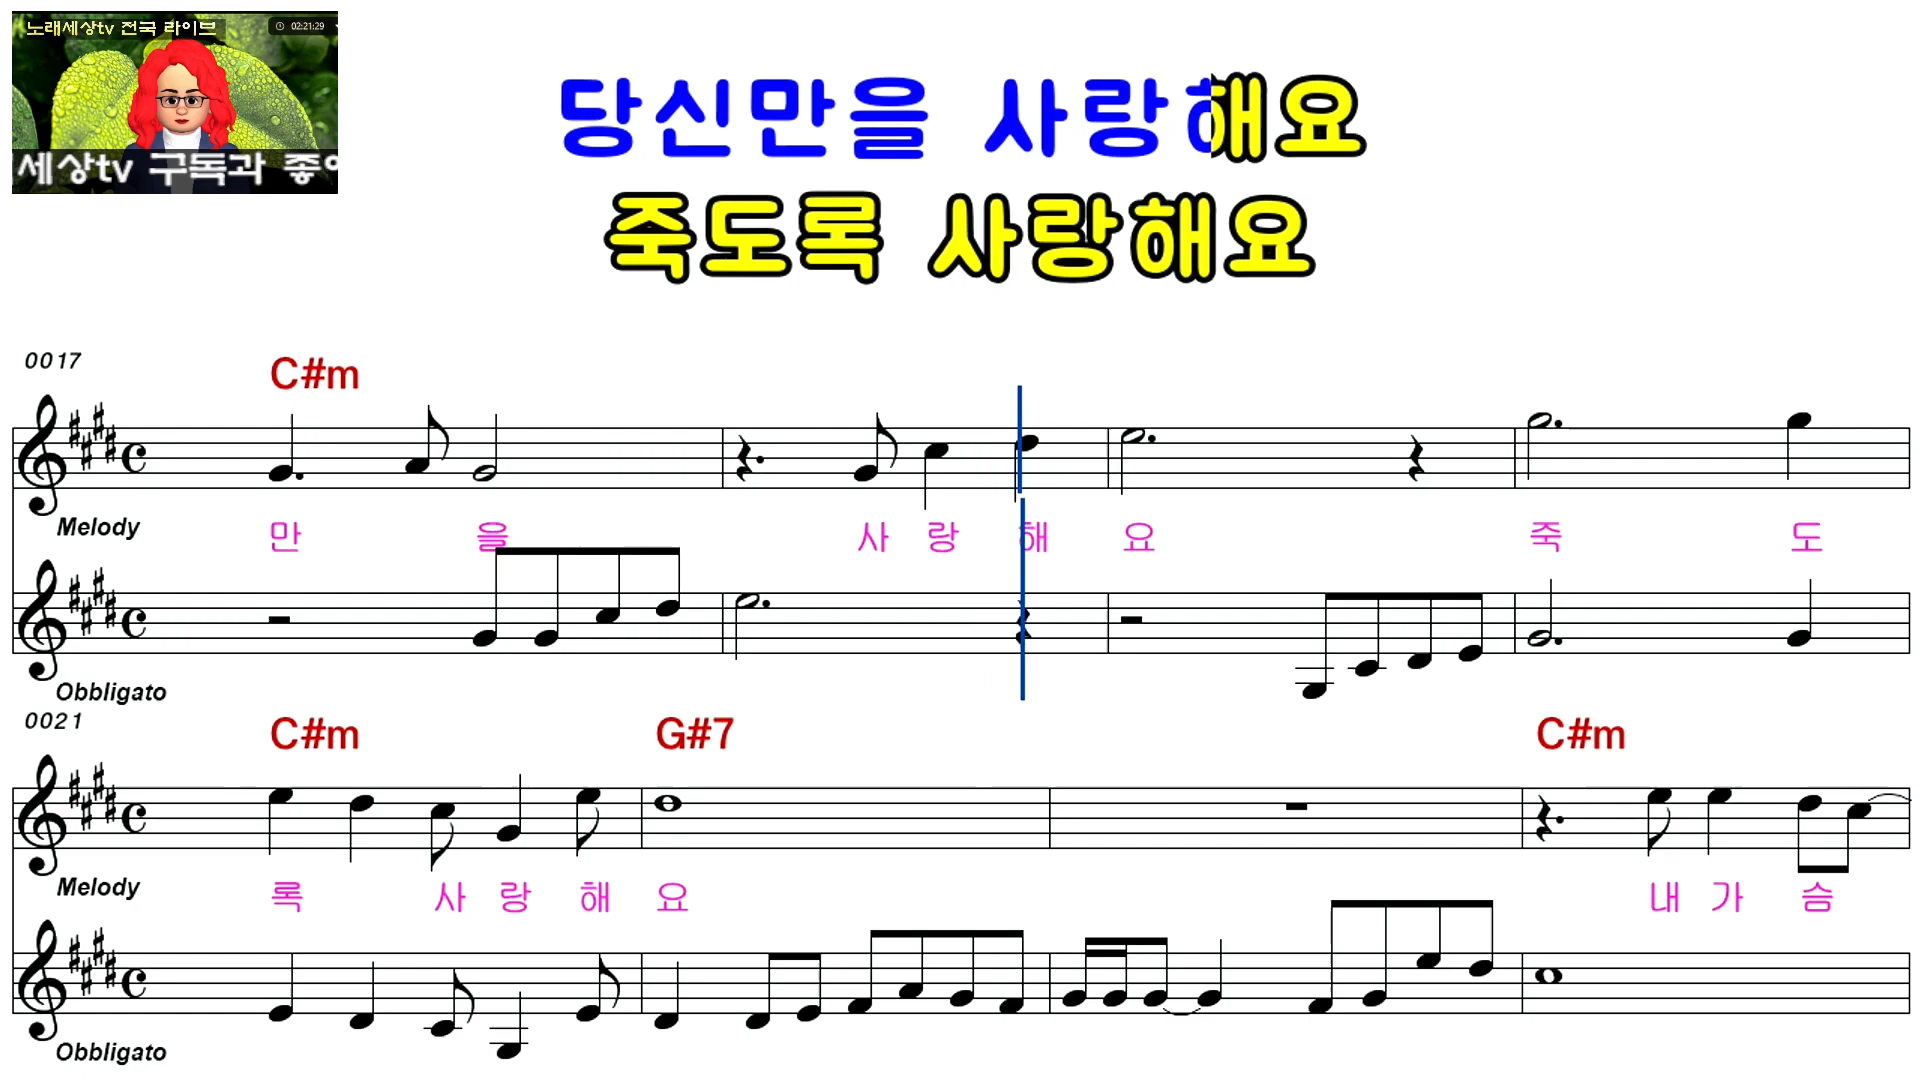 노래세상tv 전국 라이브
02:21:29
세상tv 구독과 좋아
당신만을 사랑해요
죽도록 사랑해요
0017
C#m
Melody
만 을 사 랑 해 요 죽 도
Obbligato
0021
C#m G#7 C#m
Melody
록 사 랑 해 요 내 가 슴
Obbligato